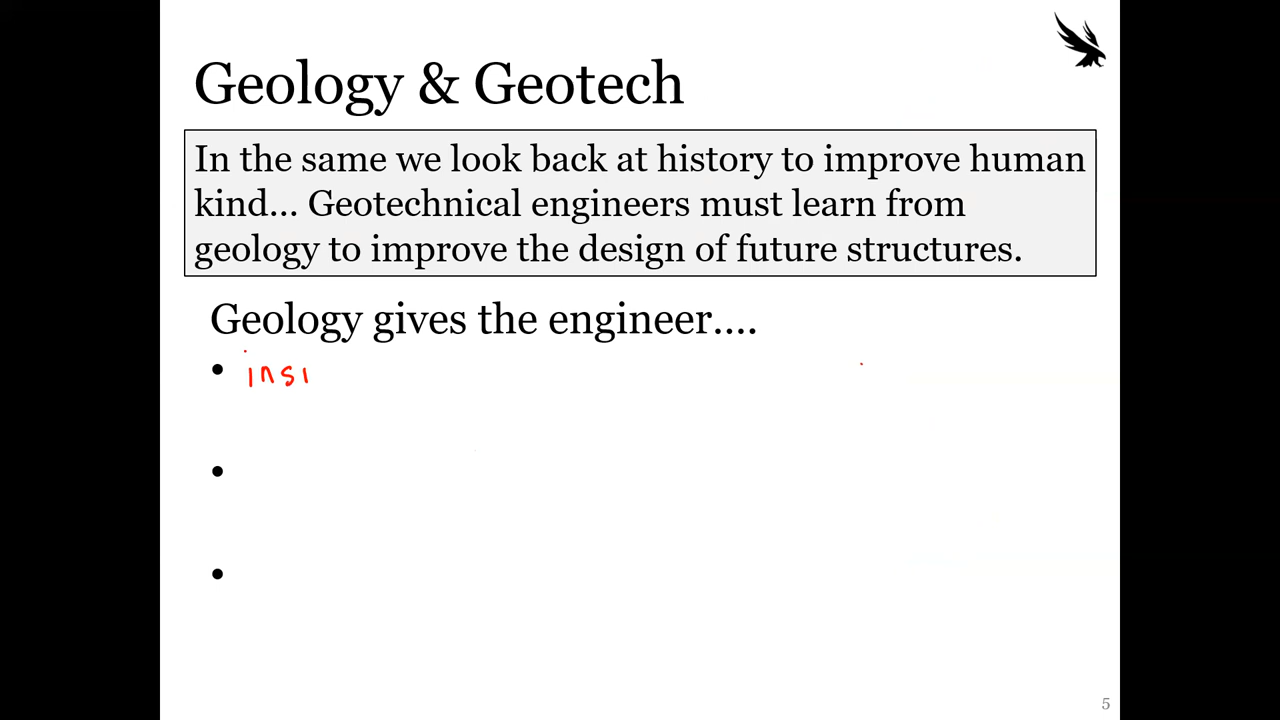 Geology & Geotech
In the same we look back at history to improve human
kind... Geotechnical engineers must learn from
geology to improve the design of future structures.
Geology gives the engineer....
• insi
•
•
5